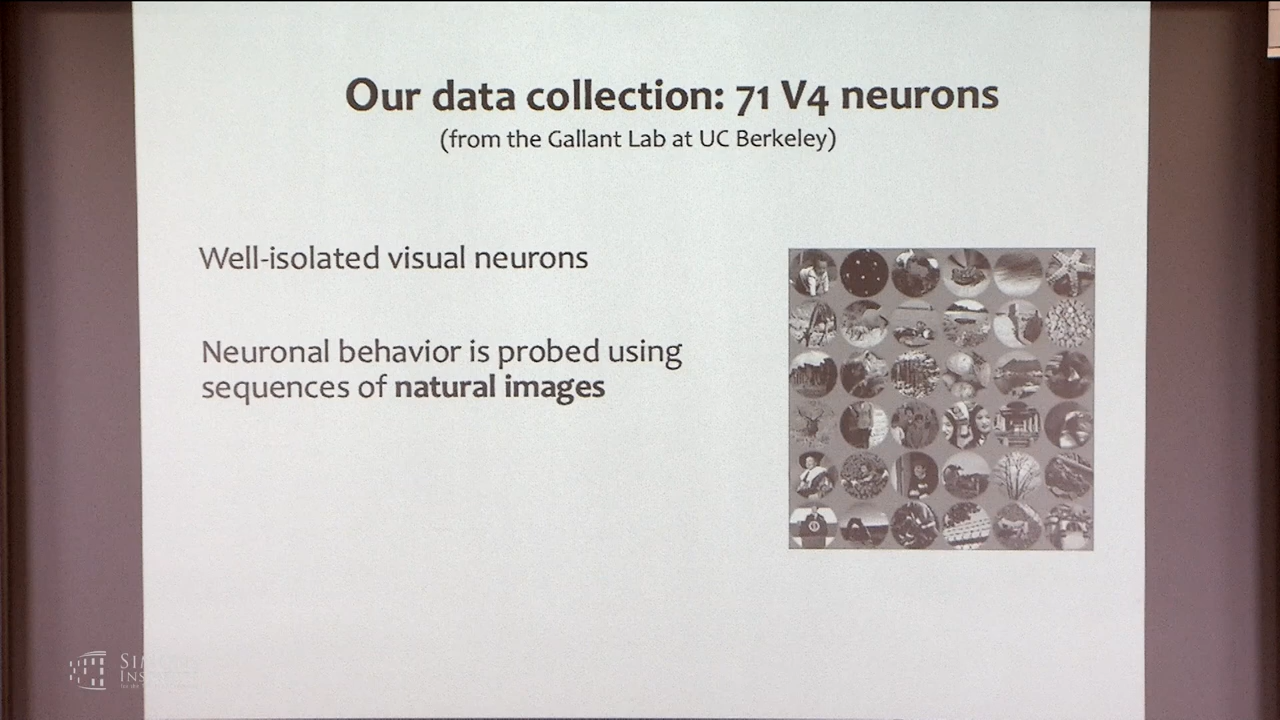 Our data collection: 71 V4 neurons
(from the Gallant Lab at UC Berkeley)
Well-isolated visual neurons
Neuronal behavior is probed using
sequences of natural images